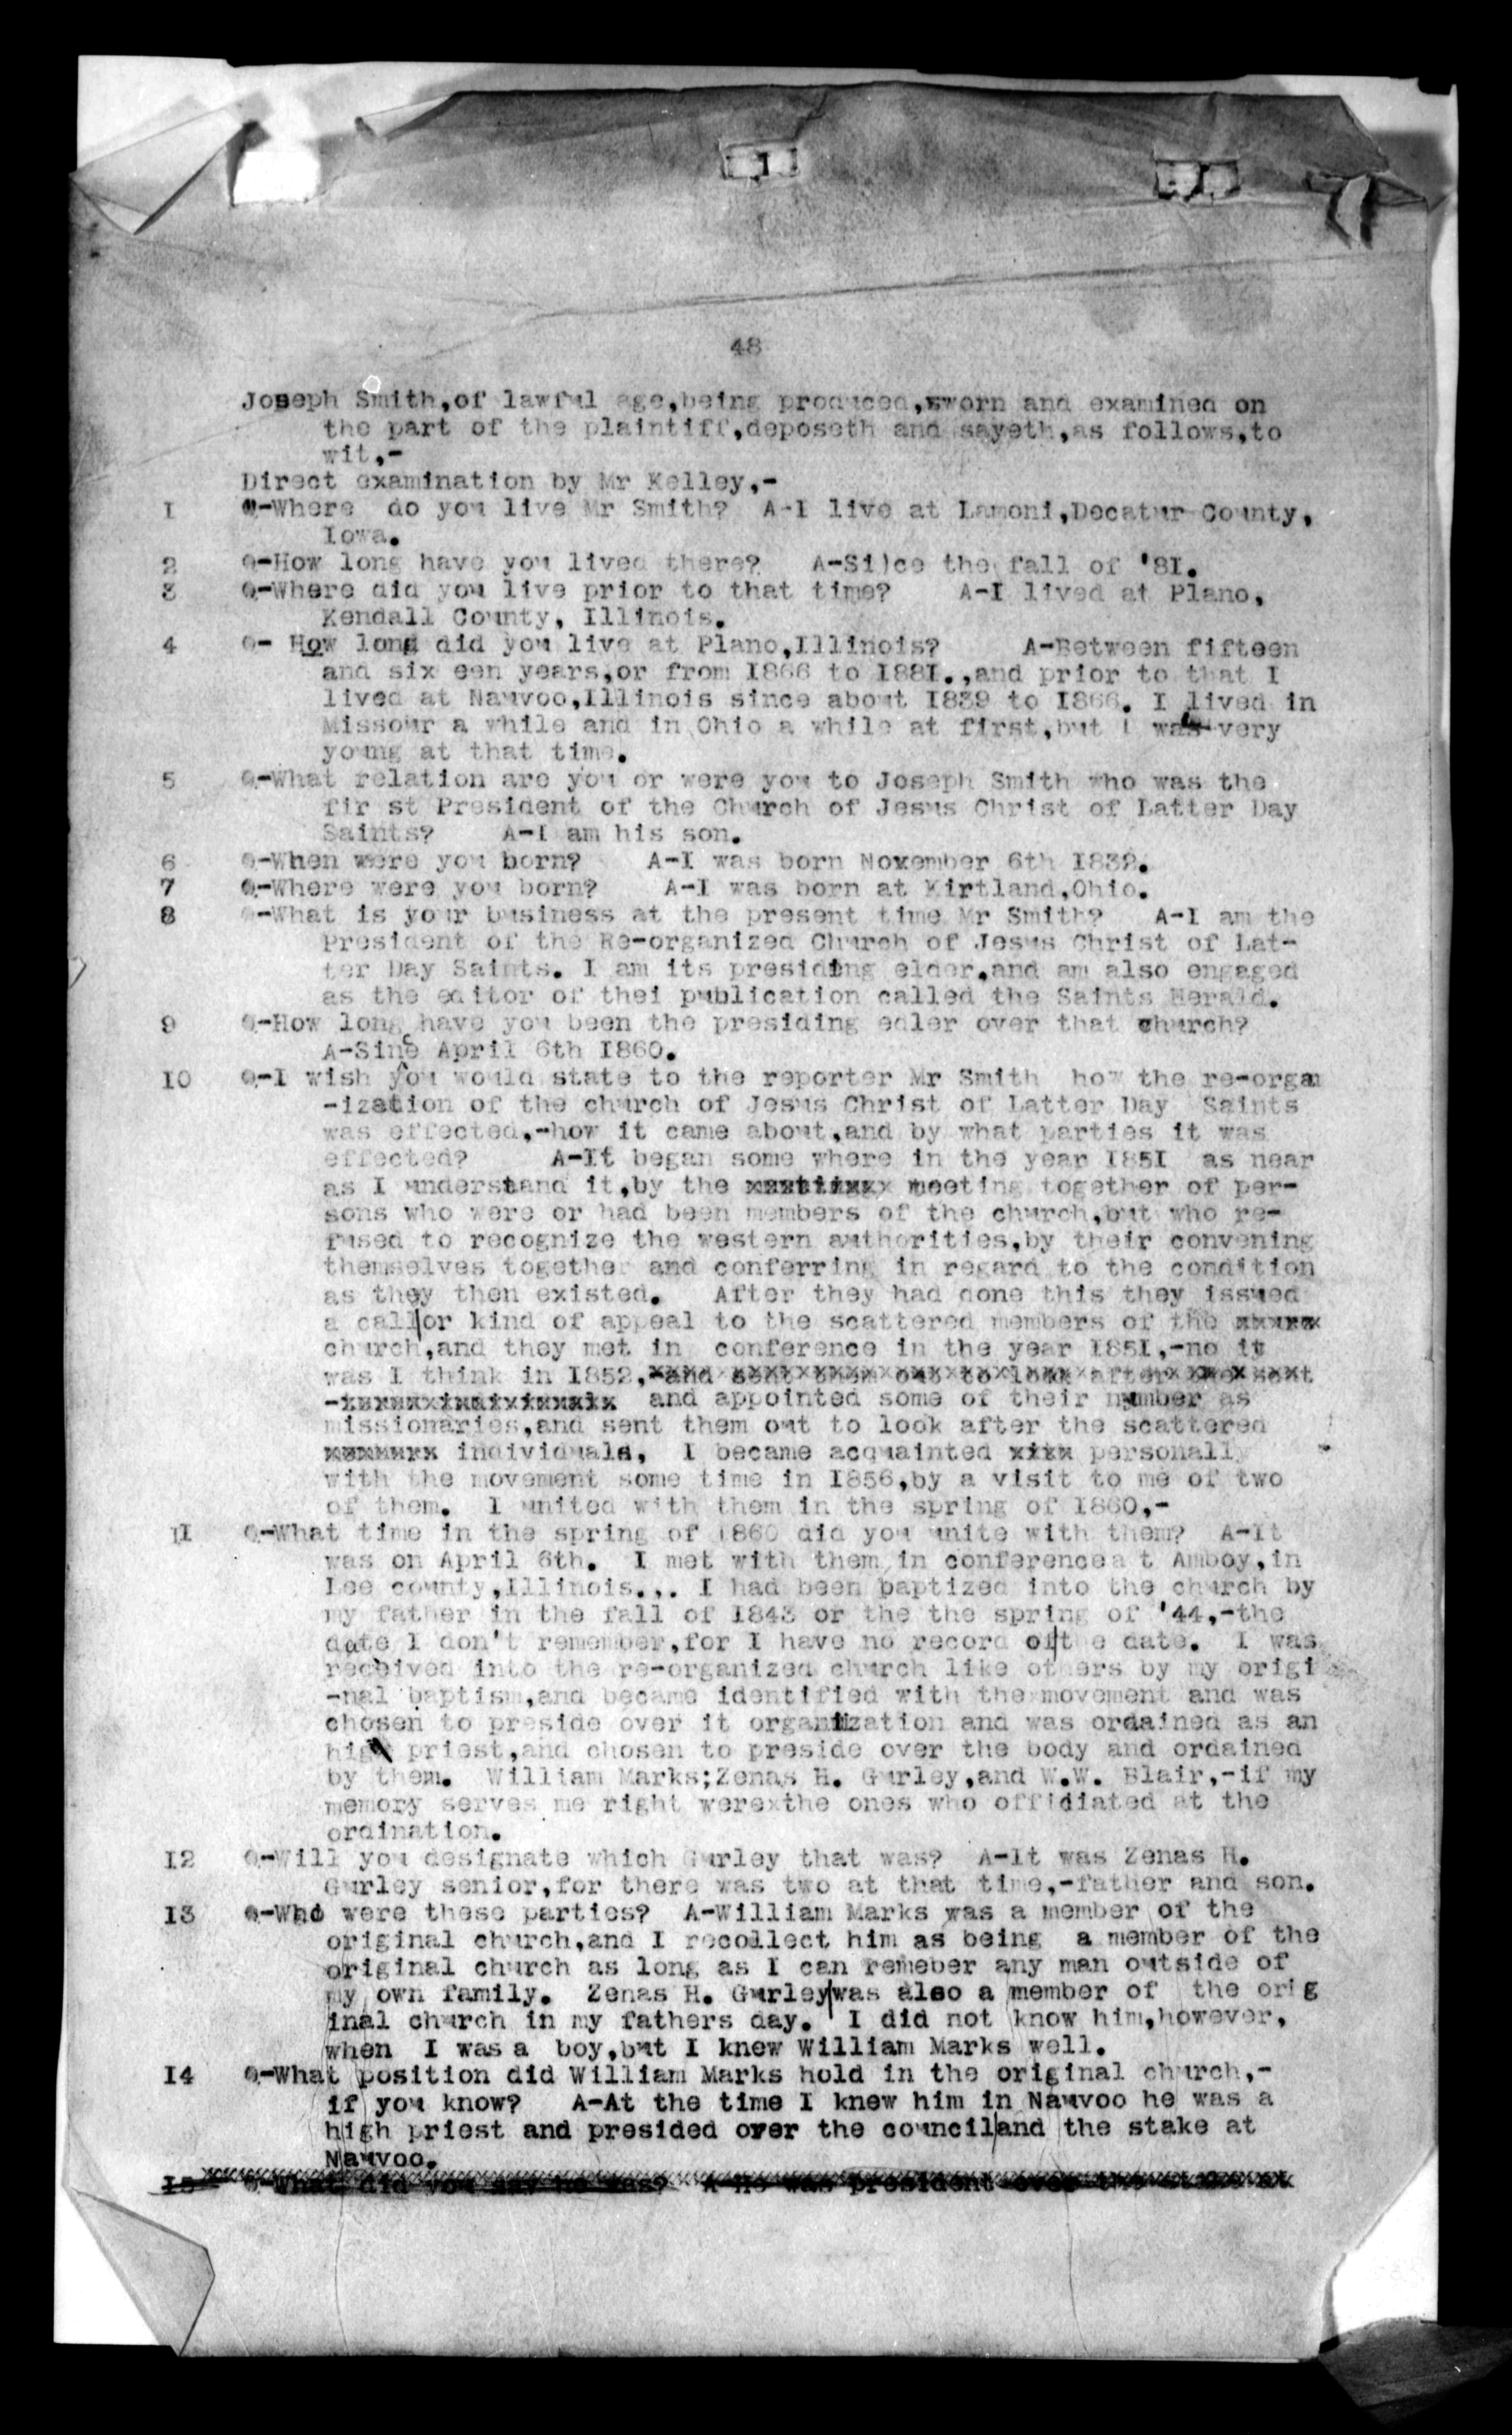 48
Joseph Smith,of lawful age,being produced,sworn and examined on
the part of the plaintiff,deposeth and sayeth,as follows,to
wit,-
Direct examination by Mr Kelley,-
1 Q-Where do you live Mr Smith? A-I live at Lamoni,Decatur County,
Iowa.
2 Q-How long have you lived there? A-Si)ce the fall of '81.
3 Q-Where did you live prior to that time? A-I lived at Plano,
Kendall County, Illinois.
4 Q- How long did you live at Plano,Illinois? A-Between fifteen
and six een years,or from 1866 to 1881.,and prior to that I
lived at Nauvoo,Illinois since about 1839 to 1866. I lived in
Missour a while and in Ohio a while at first,but I was very
young at that time.
5 Q-What relation are you or were you to Joseph Smith who was the
fir st President of the Church of Jesus Christ of Latter Day
Saints? A-I am his son.
6 Q-When were you born? A-I was born November 6th 1832.
7 Q-Where were you born? A-I was born at Kirtland,Ohio.
8 Q-What is your business at the present time Mr Smith? A-I am the
President of the Re-organized Church of Jesus Christ of Lat-
ter Day Saints. I am its presiding elder,and am also engaged
as the editor of thei publication called the Saints Herald.
9 Q-How long have you been the presiding edler over that church?
A-Since April 6th 1860.
10 Q-I wish you would state to the reporter Mr Smith how the re-organ
-ization of the church of Jesus Christ of Latter Day Saints
was effected,-how it came about,and by what parties it was
effected? A-It began some where in the year 1851 as near
as I understand it,by the meeting together of per-
sons who were or had been members of the church,but who re-
fused to recognize the western authorities,by their convening
themselves together and conferring in regard to the condition
as they then existed. After they had done this they issued
a call or kind of appeal to the scattered members of the
church,and they met in conference in the year 1851,-no it
was I think in 1852,-and sent them out to look after
and appointed some of their number as
missionaries,and sent them out to look after the scattered
individuals, I became acquainted personally
with the movement some time in 1856,by a visit to me of two
of them. I united with them in the spring of 1860,-
11 Q-What time in the spring of 1860 did you unite with them? A-It
was on April 6th. I met with them in conferencea t Amboy,in
Lee county,Illinois... I had been baptized into the church by
my father in the fall of 1843 or the the spring of '44,-the
date I don't remember,for I have no record of t e date. I was
received into the re-organized church like others by my origi
-nal baptism,and became identified with the movement and was
chosen to preside over it organization and was ordained as an
high priest,and chosen to preside over the body and ordained
by them. William Marks;Zenas H. Gurley,and W.W. Blair,-if my
memory serves me right werexthe ones who offidiated at the
ordination.
12 Q-Will you designate which Gurley that was? A-It was Zenas H.
Gurley senior,for there was two at that time,-father and son.
13 Q-Who were these parties? A-William Marks was a member of the
original church,and I recollect him as being a member of the
original church as long as I can remeber any man outside of
my own family. Zenas H. Gurley was also a member of the orig
inal church in my fathers day. I did not know him,however,
when I was a boy,but I knew William Marks well.
14 Q-What position did William Marks hold in the original church,-
if you know? A-At the time I knew him in Nauvoo he was a
high priest and presided over the council and the stake at
Nauvoo.
15 Q-What did you say he was? A-He was president over the stake at